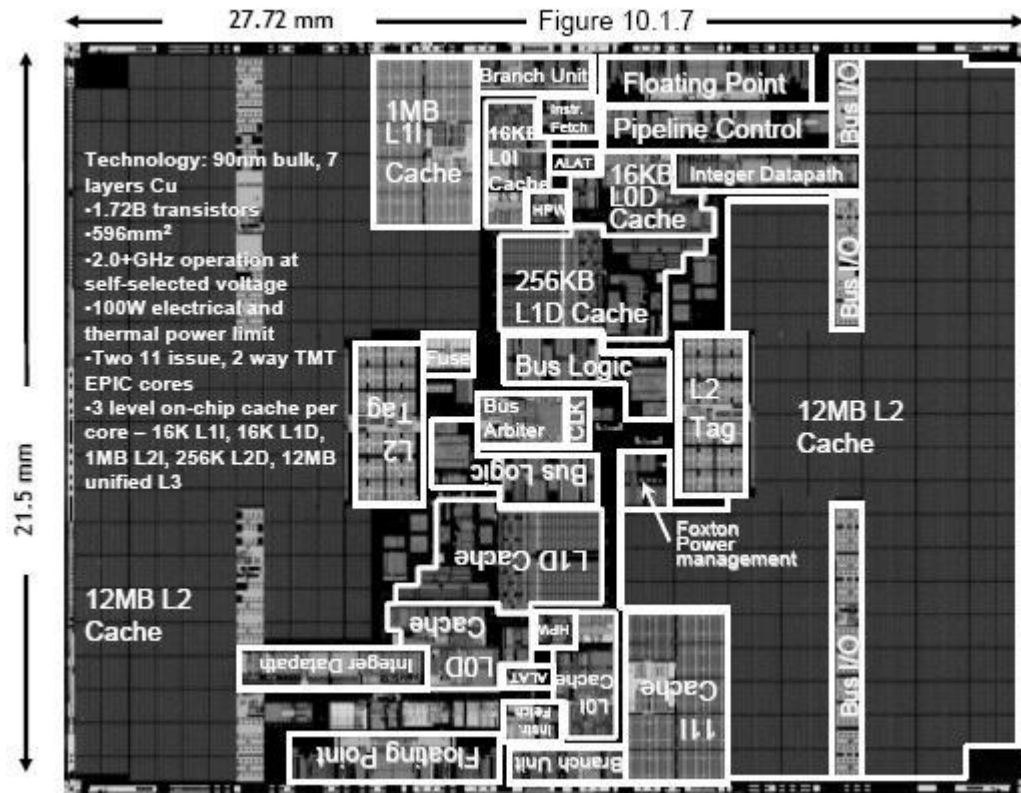 27.72 mm
Figure 10.1.7
21.5 mm
Technology: 90nm bulk, 7
layers Cu
-1.72B transistors
-596mm²
-2.0+GHz operation at
self-selected voltage
-100W electrical and
thermal power limit
-Two 11 issue, 2 way TMT
EPIC cores
-3 level on-chip cache per
core – 16K L1I, 16K L1D,
1MB L2I, 256K L2D, 12MB
unified L3
1MB
L1I
Cache
Branch Unit
Instr.
Fetch
16KB
L0I
Cache
ALAT
HPW
Floating Point
Pipeline Control
16KB
L0D
Cache
Integer Datapath
Bus I/O
Bus I/O
256KB
L1D Cache
Fuse
Bus Logic
L2
Tag
L2
Tag
Bus
Arbiter
CLK
Bus Logic
12MB L2
Cache
Foxton
Power
management
L1D Cache
12MB L2
Cache
Cache
L0D
HPW
ALAT
Cache
L0I
Integer Datapath
Instr.
Fetch
Floating Point
Branch Unit
Cache
L1I
Bus I/O